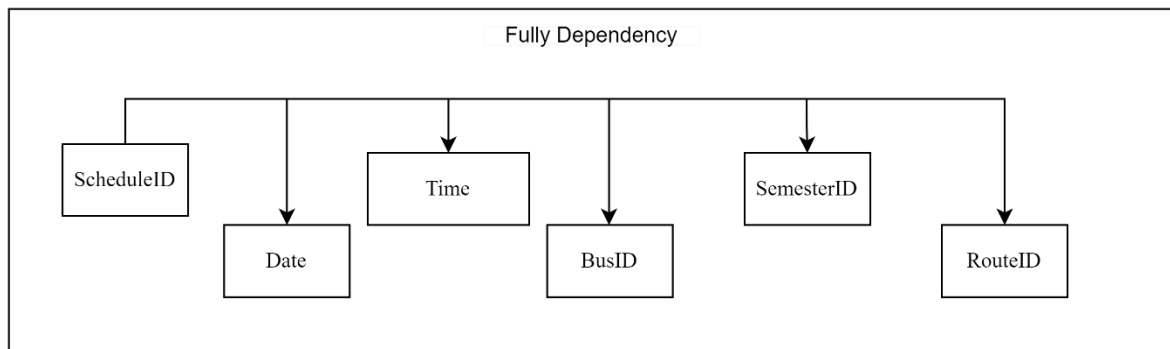 Fully Dependency
ScheduleID
Time
SemesterID
Date
BusID
RouteID